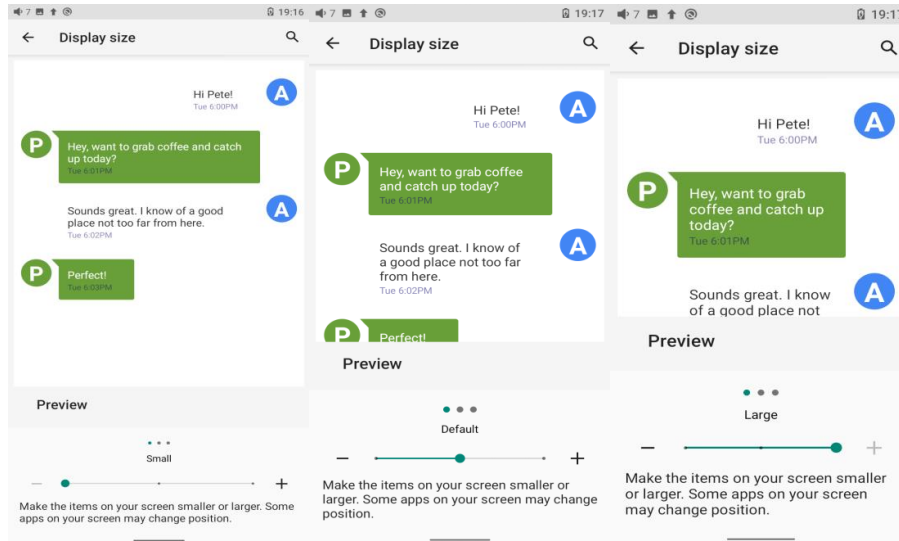 7 19:16
Display size
Hi Pete!
Tue 6:00PM
A
P
Hey, want to grab coffee and catch
up today?
Tue 6:01PM
Sounds great. I know of a good
place not too far from here.
Tue 6:02PM
A
P
Perfect!
Tue 6:03PM
Preview
Small
Make the items on your screen smaller or larger. Some
apps on your screen may change position.
7 19:17
Display size
Hi Pete!
Tue 6:00PM
A
P
Hey, want to grab coffee
and catch up today?
Tue 6:01PM
Sounds great. I know of
a good place not too far
from here.
Tue 6:02PM
A
P
Perfect!
Preview
Default
Make the items on your screen smaller or
larger. Some apps on your screen may change
position.
7 19:17
Display size
Hi Pete!
Tue 6:00PM
A
P
Hey, want to grab
coffee and catch up
today?
Tue 6:01PM
Sounds great. I know
of a good place not
A
Preview
Large
Make the items on your screen smaller
or larger. Some apps on your screen
may change position.